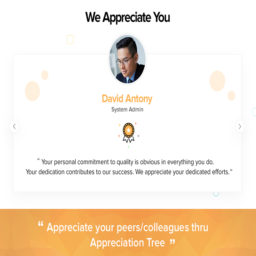 We Appreciate You
David Antony
System Admin
“ Your personal commitment to quality is obvious in everything you do.
Your dedication contributes to our success. We appreciate your dedicated efforts. ”
“ Appreciate your peers/colleagues thru
Appreciation Tree ”